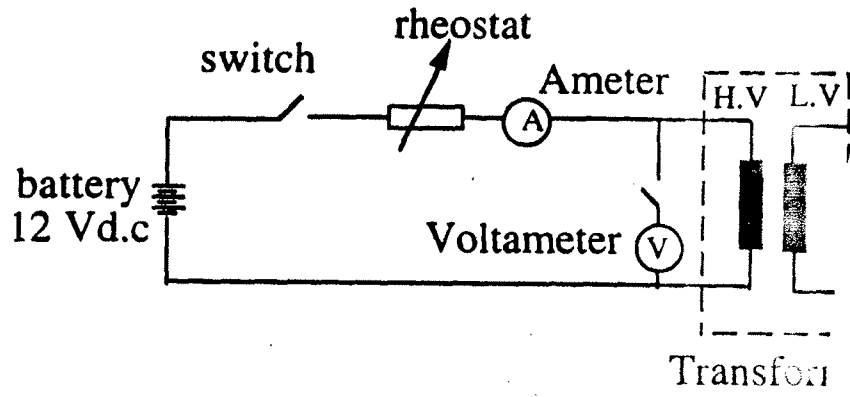 rheostat
switch
Ameter
H.V L.V
A
battery
12 Vd.c
Voltameter
V
Transfor